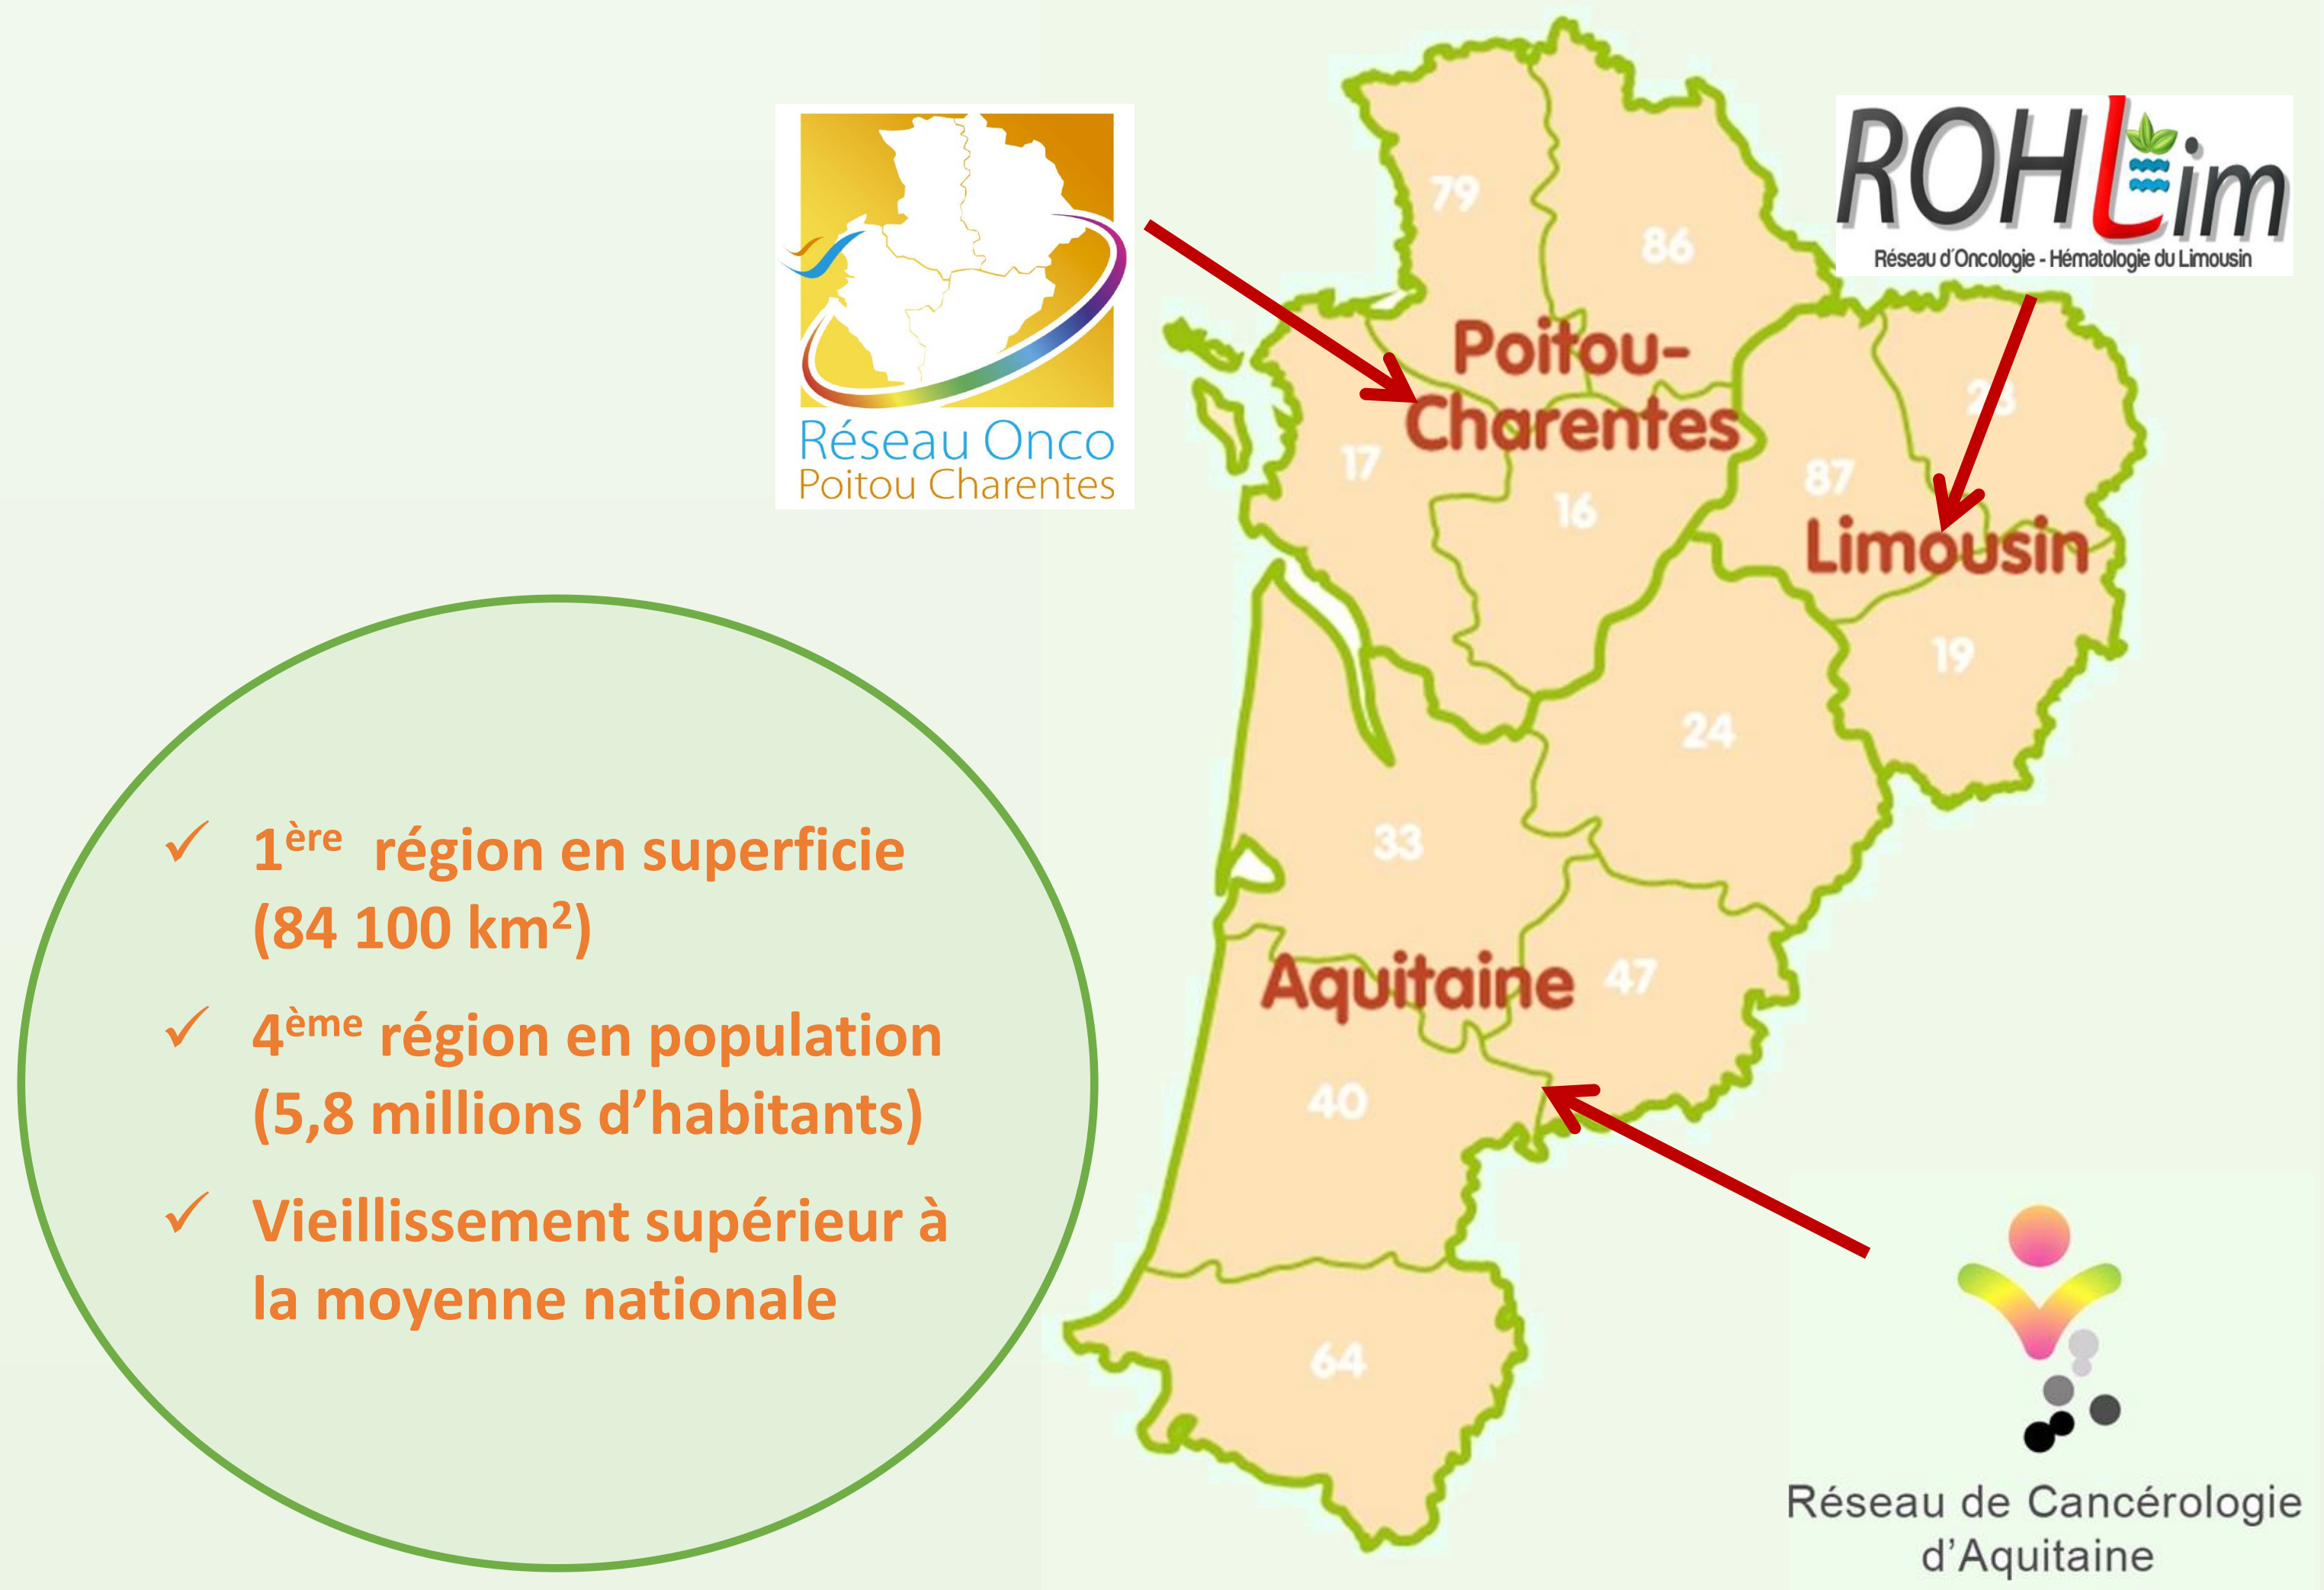 Réseau Onco
Poitou Charentes
ROHLim
Réseau d'Oncologie - Hématologie du Limousin
79
86
Poitou-
Charentes
23
17
87
16
Limousin
19
24
33
Aquitaine
47
40
64
✓ 1ère région en superficie
(84 100 km²)
✓ 4ème région en population
(5,8 millions d’habitants)
✓ Vieillissement supérieur à
la moyenne nationale
Réseau de Cancérologie
d’Aquitaine